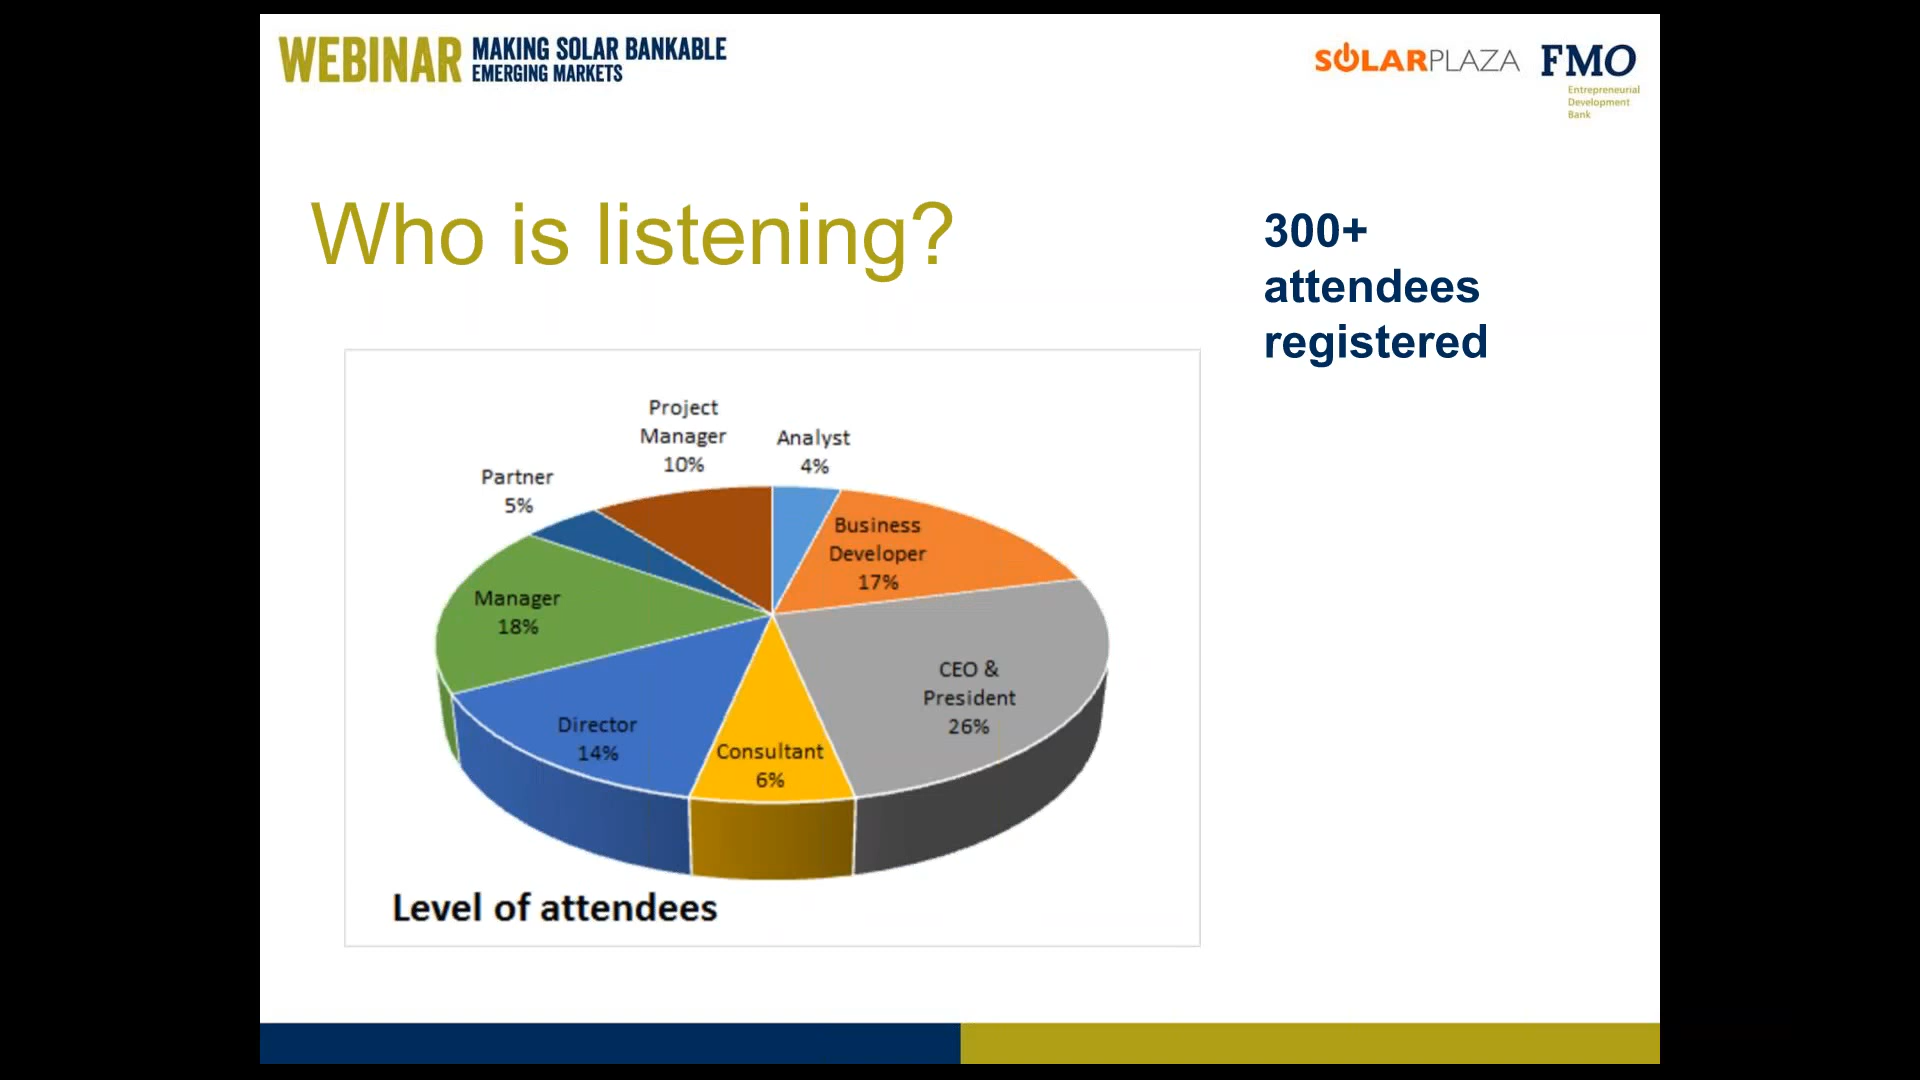 WEBINAR
MAKING SOLAR BANKABLE
EMERGING MARKETS
SOLARPLAZA
FMO
Entrepreneurial
Development
Bank
Who is listening?
300+
attendees
registered
Project
Manager
10%
Analyst
4%
Partner
5%
Business
Developer
17%
Manager
18%
CEO &
President
26%
Director
14%
Consultant
6%
Level of attendees